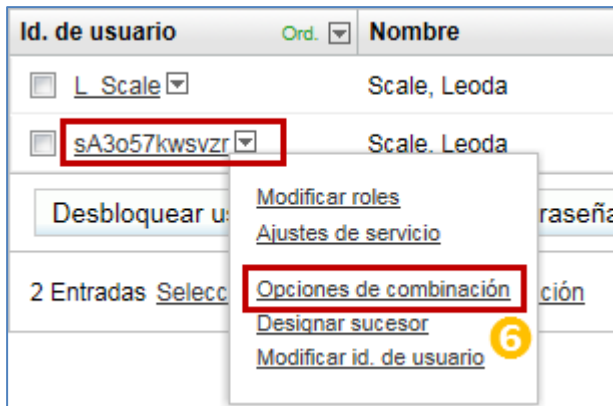 Id. de usuario Ord. Nombre
L_Scale Scale, Leoda
sA3o57kwsvzr Scale, Leoda
Modificar roles
Desbloquear u raseña
Ajustes de servicio
2 Entradas Selecc Opciones de combinación ción
Designar sucesor
6
Modificar id. de usuario